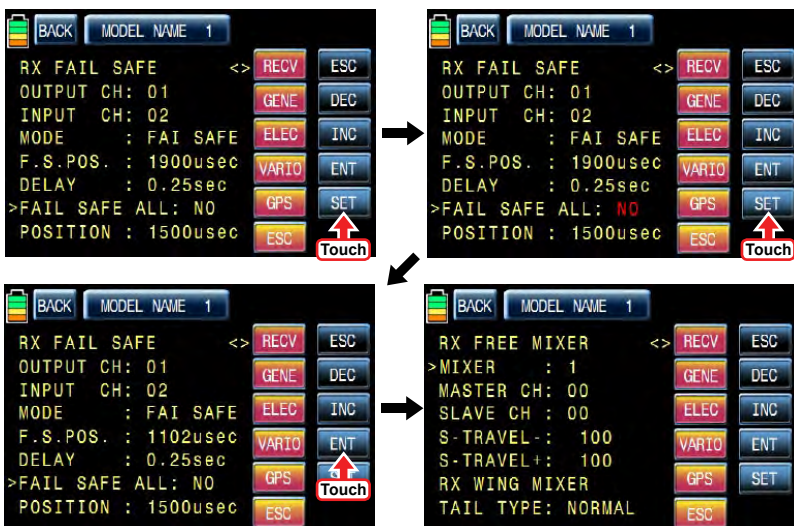 BACK MODEL NAME 1
RX FAIL SAFE <> RECV ESC
OUTPUT CH: 01 GENE DEC
INPUT CH: 02
MODE : FAI SAFE ELEC INC
F.S.POS. : 1900usec VARIO ENT
DELAY : 0.25sec
>FAIL SAFE ALL: NO GPS SET
POSITION : 1500usec ESC Touch
BACK MODEL NAME 1
RX FAIL SAFE <> RECV ESC
OUTPUT CH: 01 GENE DEC
INPUT CH: 02
MODE : FAI SAFE ELEC INC
F.S.POS. : 1900usec VARIO ENT
DELAY : 0.25sec
>FAIL SAFE ALL: NO GPS SET
POSITION : 1500usec ESC Touch
BACK MODEL NAME 1
RX FAIL SAFE <> RECV ESC
OUTPUT CH: 01 GENE DEC
INPUT CH: 02
MODE : FAI SAFE ELEC INC
F.S.POS. : 1102usec VARIO ENT
DELAY : 0.25sec
>FAIL SAFE ALL: NO GPS Touch
POSITION : 1500usec ESC
BACK MODEL NAME 1
RX FREE MIXER <> RECV ESC
>MIXER : 1 GENE DEC
MASTER CH: 00
SLAVE CH : 00 ELEC INC
S-TRAVEL-: 100 VARIO ENT
S-TRAVEL+: 100
RX WING MIXER GPS SET
TAIL TYPE: NORMAL ESC